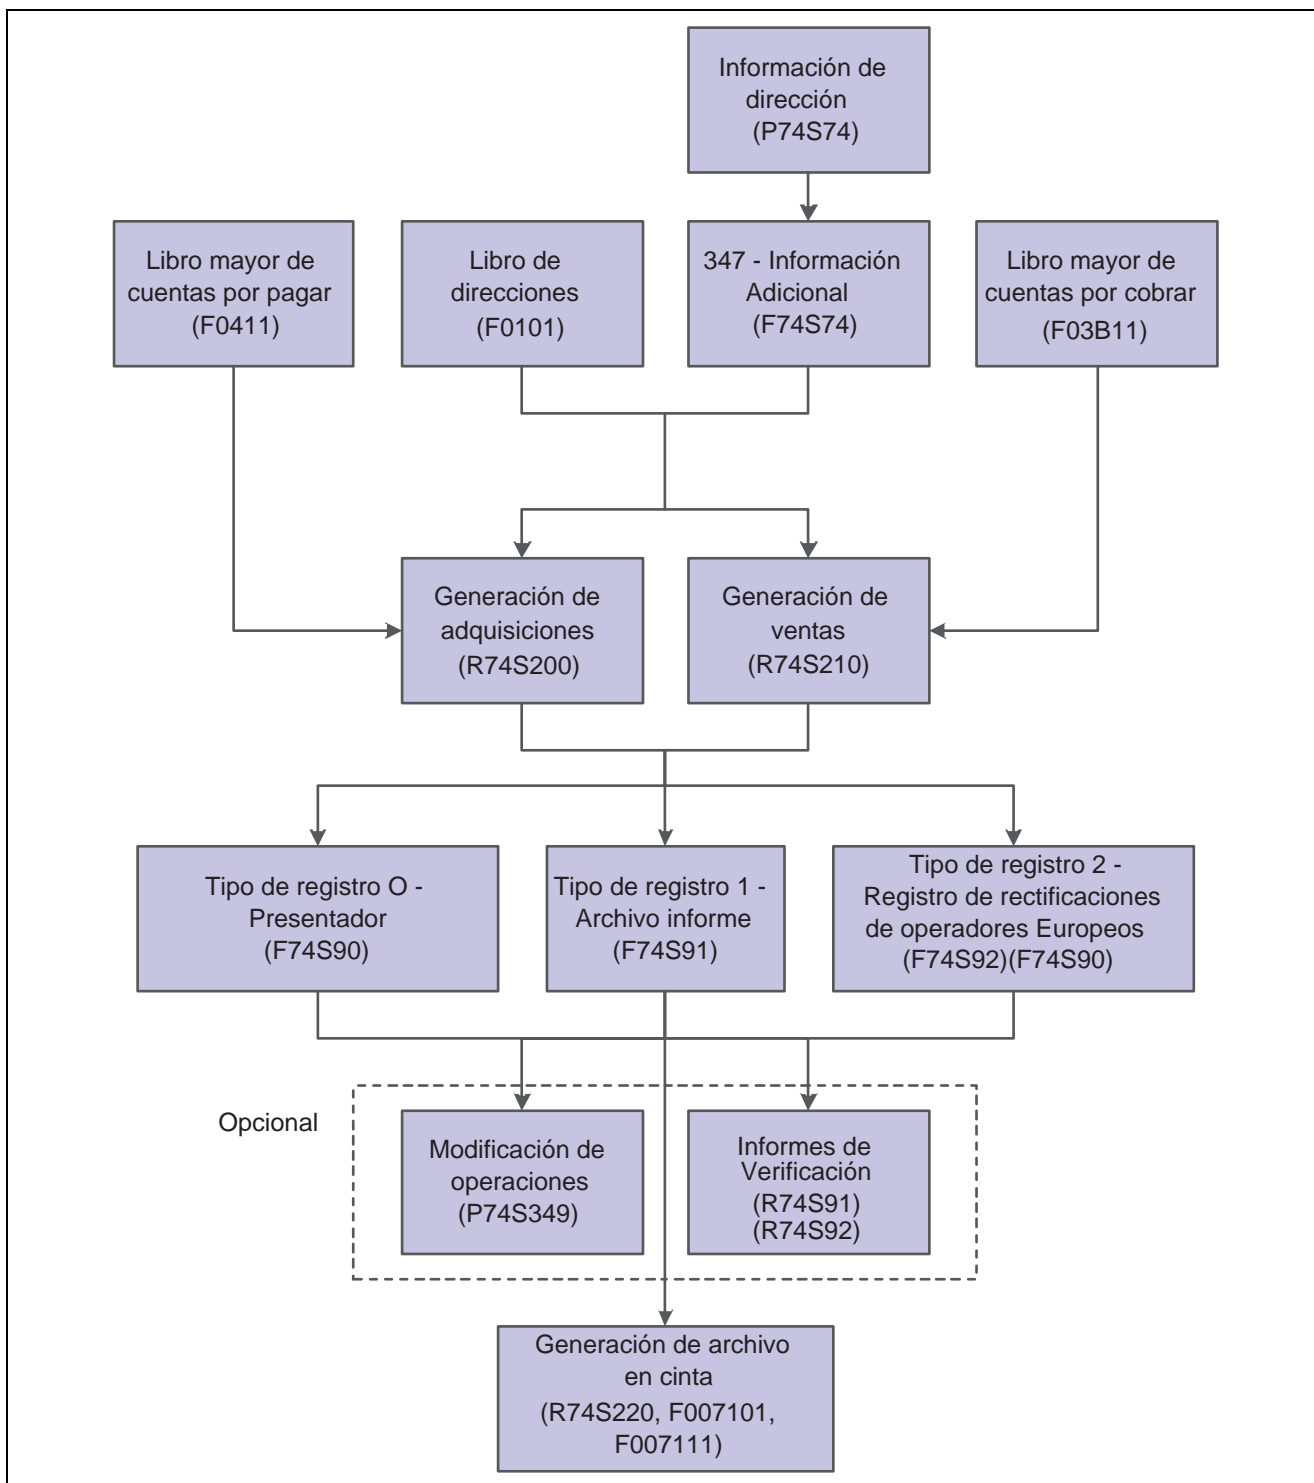 Información de
dirección
(P74S74)
Libro mayor de
cuentas por pagar
(F0411)
Libro de
direcciones
(F0101)
347 - Información
Adicional
(F74S74)
Libro mayor de
cuentas por cobrar
(F03B11)
Generación de
adquisiciones
(R74S200)
Generación de
ventas
(R74S210)
Tipo de registro O -
Presentador
(F74S90)
Tipo de registro 1 -
Archivo informe
(F74S91)
Tipo de registro 2 -
Registro de rectificaciones
de operadores Europeos
(F74S92)(F74S90)
Opcional
Modificación de
operaciones
(P74S349)
Informes de
Verificación
(R74S91)
(R74S92)
Generación de archivo
en cinta
(R74S220, F007101,
F007111)